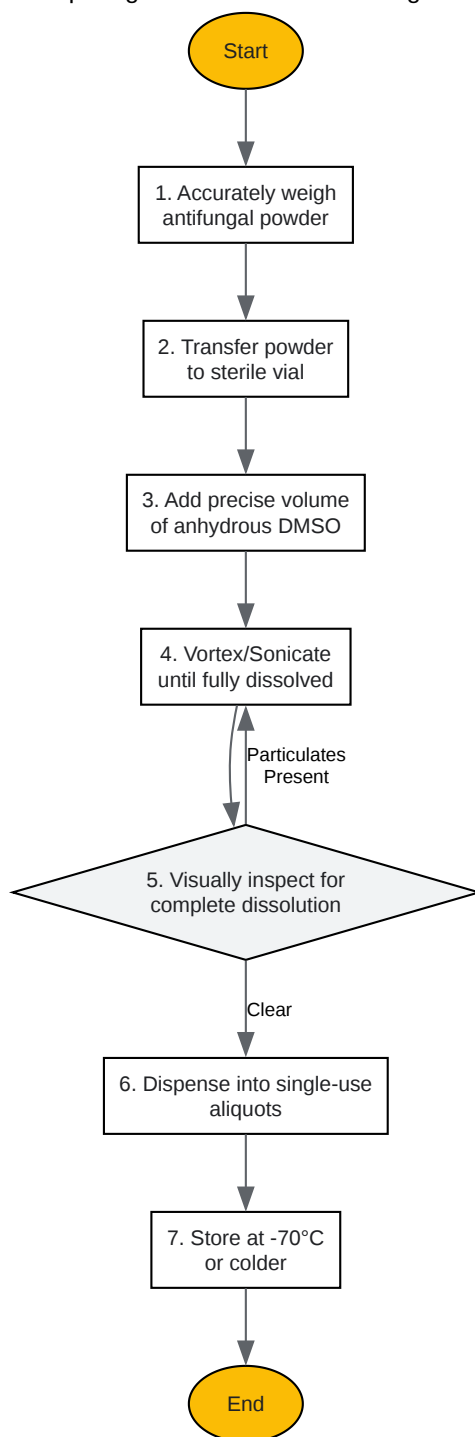 Start
1. Accurately weigh
antifungal powder
2. Transfer powder
to sterile vial
3. Add precise volume
of anhydrous DMSO
4. Vortex/Sonicate
until fully dissolved
Particulates
Present
5. Visually inspect for
complete dissolution
Clear
6. Dispense into single-use
aliquots
7. Store at -70°C
or colder
End